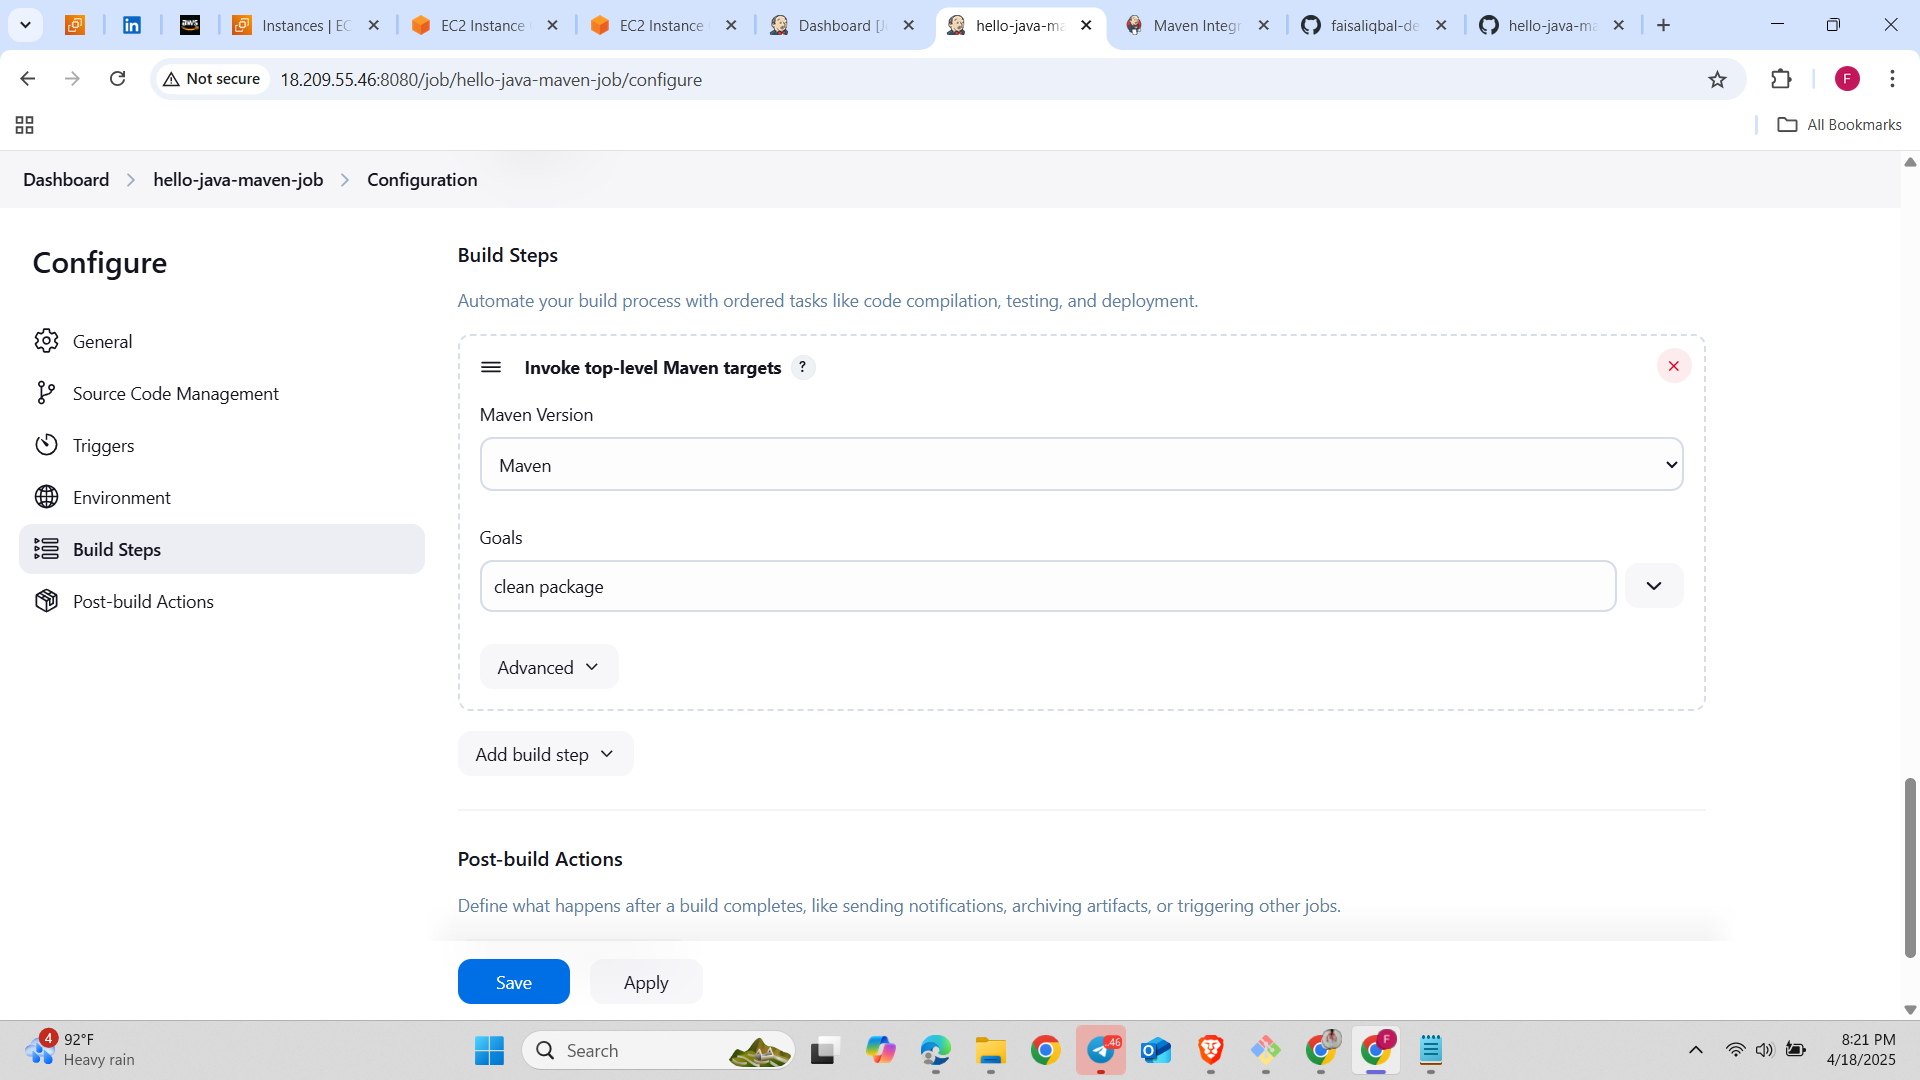 Instances | EC
EC2 Instance
EC2 Instance
Dashboard [Je
hello-java-ma
Maven Integr
faisaliqbal-de
hello-java-ma
Not secure
18.209.55.46:8080/job/hello-java-maven-job/configure
F
All Bookmarks
Dashboard
hello-java-maven-job
Configuration
Configure
General
Source Code Management
Triggers
Environment
Build Steps
Post-build Actions
Build Steps
Automate your build process with ordered tasks like code compilation, testing, and deployment.
Invoke top-level Maven targets ?
Maven Version
Maven
Goals
clean package
Advanced
Add build step
Post-build Actions
Define what happens after a build completes, like sending notifications, archiving artifacts, or triggering other jobs.
Save
Apply
4
92°F
Heavy rain
Search
.46
F
8:21 PM
4/18/2025